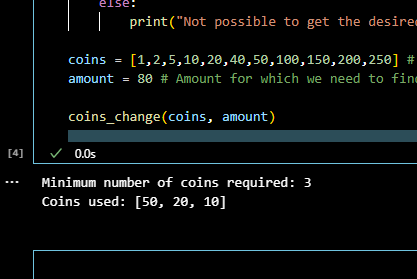 else:
print("Not possible to get the desire
coins = [1,2,5,10,20,40,50,100,150,200,250] #
amount = 80 # Amount for which we need to fin
coins_change(coins, amount)
[4]
0.0s
Minimum number of coins required: 3
Coins used: [50, 20, 10]